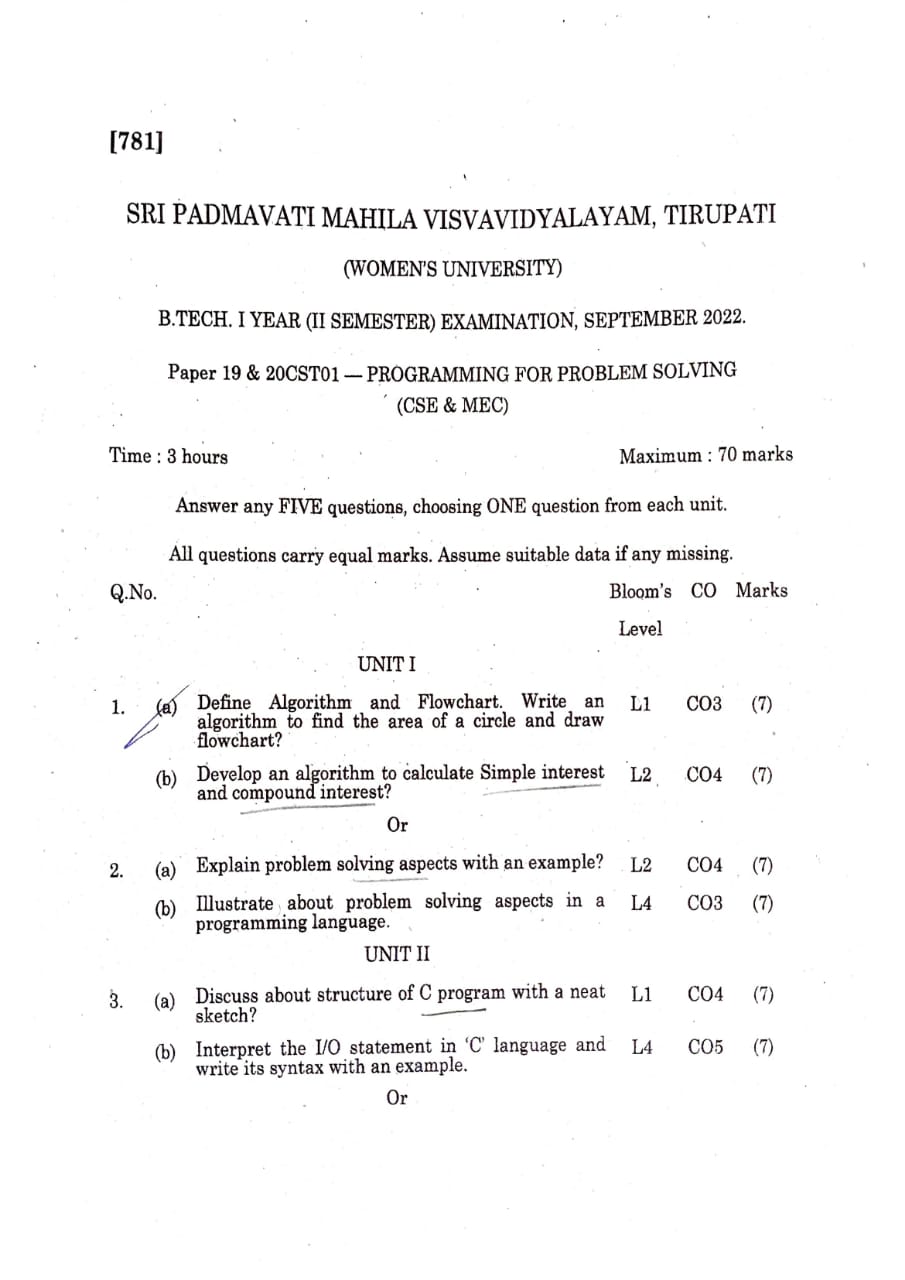 [781]
SRI PADMAVATI MAHILA VISVAVIDYALAYAM, TIRUPATI
(WOMEN'S UNIVERSITY)
B.TECH. I YEAR (II SEMESTER) EXAMINATION, SEPTEMBER 2022.
Paper 19 & 20CST01 — PROGRAMMING FOR PROBLEM SOLVING
(CSE & MEC)
Time : 3 hours Maximum : 70 marks
Answer any FIVE questions, choosing ONE question from each unit.
All questions carry equal marks. Assume suitable data if any missing.
Q.No. Bloom's CO Marks
Level
UNIT I
1. (a) Define Algorithm and Flowchart. Write an L1 CO3 (7)
algorithm to find the area of a circle and draw
flowchart?
(b) Develop an algorithm to calculate Simple interest L2 CO4 (7)
and compound interest?
Or
2. (a) Explain problem solving aspects with an example? L2 CO4 (7)
(b) Illustrate about problem solving aspects in a L4 CO3 (7)
programming language.
UNIT II
3. (a) Discuss about structure of C program with a neat L1 CO4 (7)
sketch?
(b) Interpret the I/O statement in 'C' language and L4 CO5 (7)
write its syntax with an example.
Or